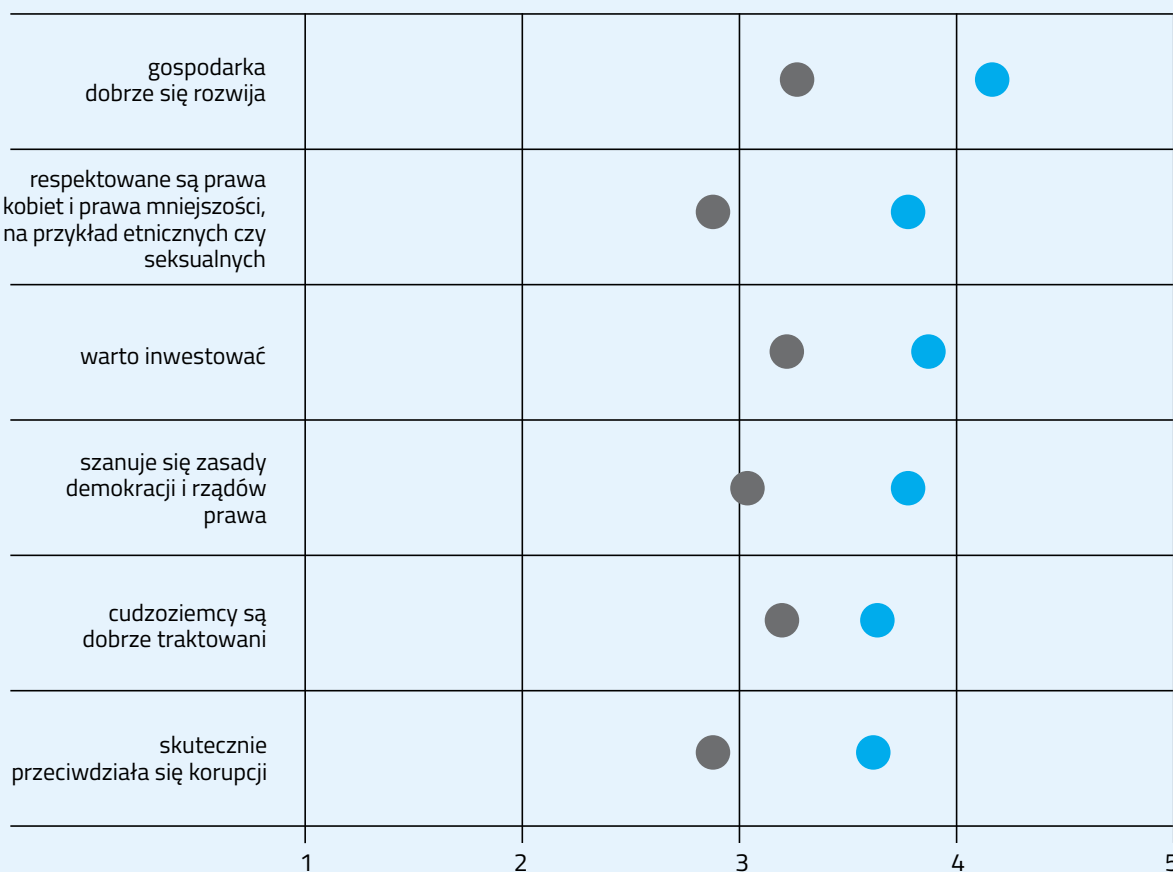 gospodarka
dobrze się rozwija
respektowane są prawa
kobiet i prawa mniejszości,
na przykład etnicznych czy
seksualnych
warto inwestować
szanuje się zasady
demokracji i rządów
prawa
cudzoziemcy są
dobrze traktowani
skutecznie
przeciwdziała się korupcji
1 2 3 4 5